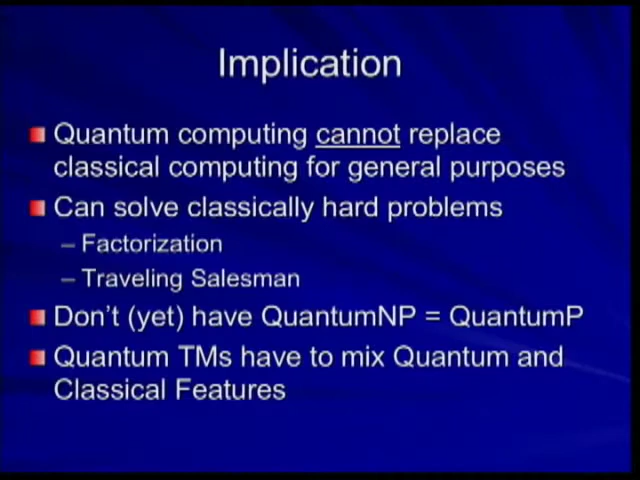 Implication
Quantum computing cannot replace
classical computing for general purposes
Can solve classically hard problems
– Factorization
– Traveling Salesman
Don't (yet) have QuantumNP = QuantumP
Quantum TMs have to mix Quantum and
Classical Features